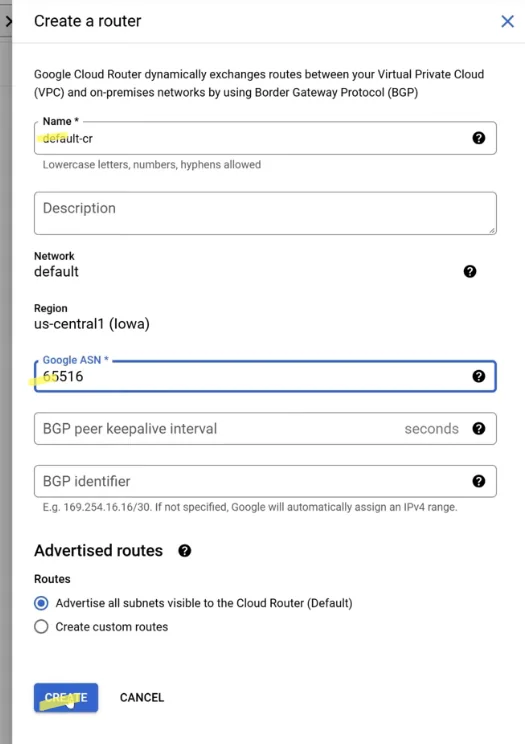 Create a router
Google Cloud Router dynamically exchanges routes between your Virtual Private Cloud
(VPC) and on-premises networks by using Border Gateway Protocol (BGP)
Name *
default-cr
Lowercase letters, numbers, hyphens allowed
Description
Network
default
Region
us-central1 (Iowa)
Google ASN *
65516
BGP peer keepalive interval seconds
BGP identifier
E.g. 169.254.16.16/30. If not specified, Google will automatically assign an IPv4 range.
Advertised routes
Routes
Advertise all subnets visible to the Cloud Router (Default)
Create custom routes
CREATE CANCEL